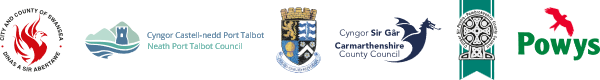 CITY AND COUNTY OF SWANSEA
DINAS A SIR ABERTAWE
Cyngor Castell-nedd Port Talbot
Neath Port Talbot Council
Cyngor Sir Gâr
Carmarthenshire
County Council
Powys